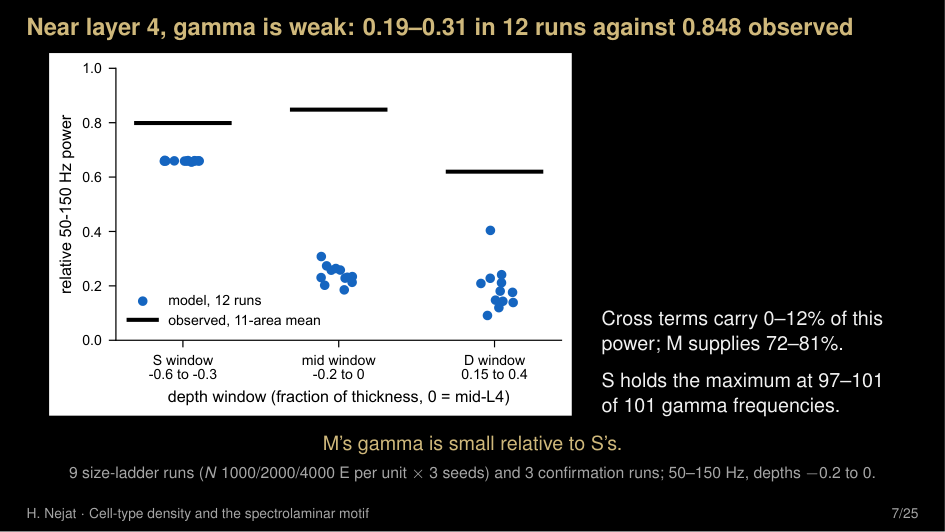 Near layer 4, gamma is weak: 0.19–0.31 in 12 runs against 0.848 observed
relative 50-150 Hz power
1.0
0.8
0.6
0.4
0.2
0.0
model, 12 runs
observed, 11-area mean
S window
-0.6 to -0.3
mid window
-0.2 to 0
D window
0.15 to 0.4
depth window (fraction of thickness, 0 = mid-L4)
Cross terms carry 0–12% of this
power; M supplies 72–81%.
S holds the maximum at 97–101
of 101 gamma frequencies.
M's gamma is small relative to S's.
9 size-ladder runs (N 1000/2000/4000 E per unit × 3 seeds) and 3 confirmation runs; 50–150 Hz, depths −0.2 to 0.
H. Nejat · Cell-type density and the spectrolaminar motif
7/25